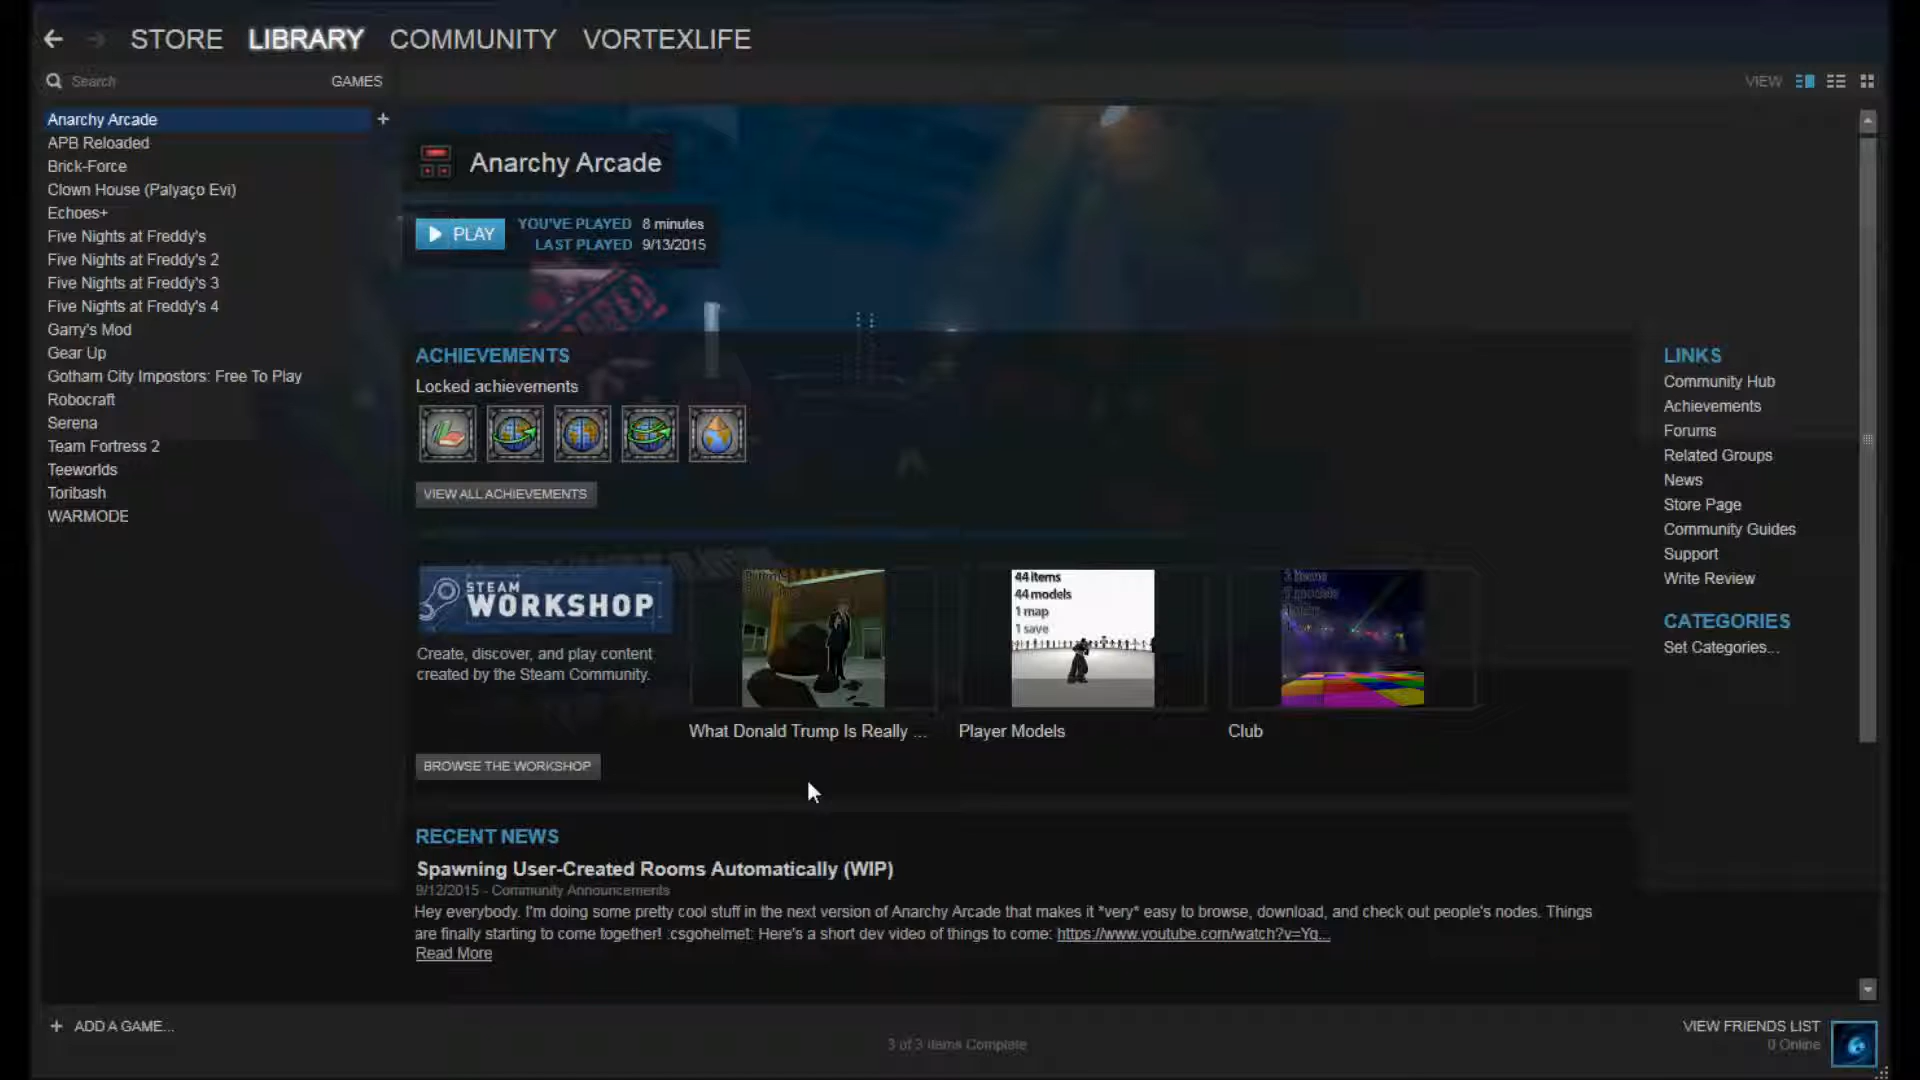 STORE LIBRARY COMMUNITY VORTEXLIFE
Search GAMES
VIEW
Anarchy Arcade +
APB Reloaded
Brick-Force
Clown House (Palyaço Evi)
Echoes+
Five Nights at Freddy's
Five Nights at Freddy's 2
Five Nights at Freddy's 3
Five Nights at Freddy's 4
Garry's Mod
Gear Up
Gotham City Impostors: Free To Play
Robocraft
Serena
Team Fortress 2
Teeworlds
Toribash
WARMODE
Anarchy Arcade
PLAY
YOU'VE PLAYED 8 minutes
LAST PLAYED 9/13/2015
ACHIEVEMENTS
Locked achievements
VIEW ALL ACHIEVEMENTS
STEAM
WORKSHOP
Create, discover, and play content
created by the Steam Community.
44 items
44 models
1 map
1 save
What Donald Trump Is Really ...
Player Models
Club
BROWSE THE WORKSHOP
RECENT NEWS
Spawning User-Created Rooms Automatically (WIP)
9/12/2015 - Community Announcements
Hey everybody. I'm doing some pretty cool stuff in the next version of Anarchy Arcade that makes it *very* easy to browse, download, and check out people's nodes. Things
are finally starting to come together! :csgohelmet: Here's a short dev video of things to come: https://www.youtube.com/watch?v=Yq...
Read More
LINKS
Community Hub
Achievements
Forums
Related Groups
News
Store Page
Community Guides
Support
Write Review
CATEGORIES
Set Categories...
+ ADD A GAME...
3 of 3 Items Complete
VIEW FRIENDS LIST
0 Online